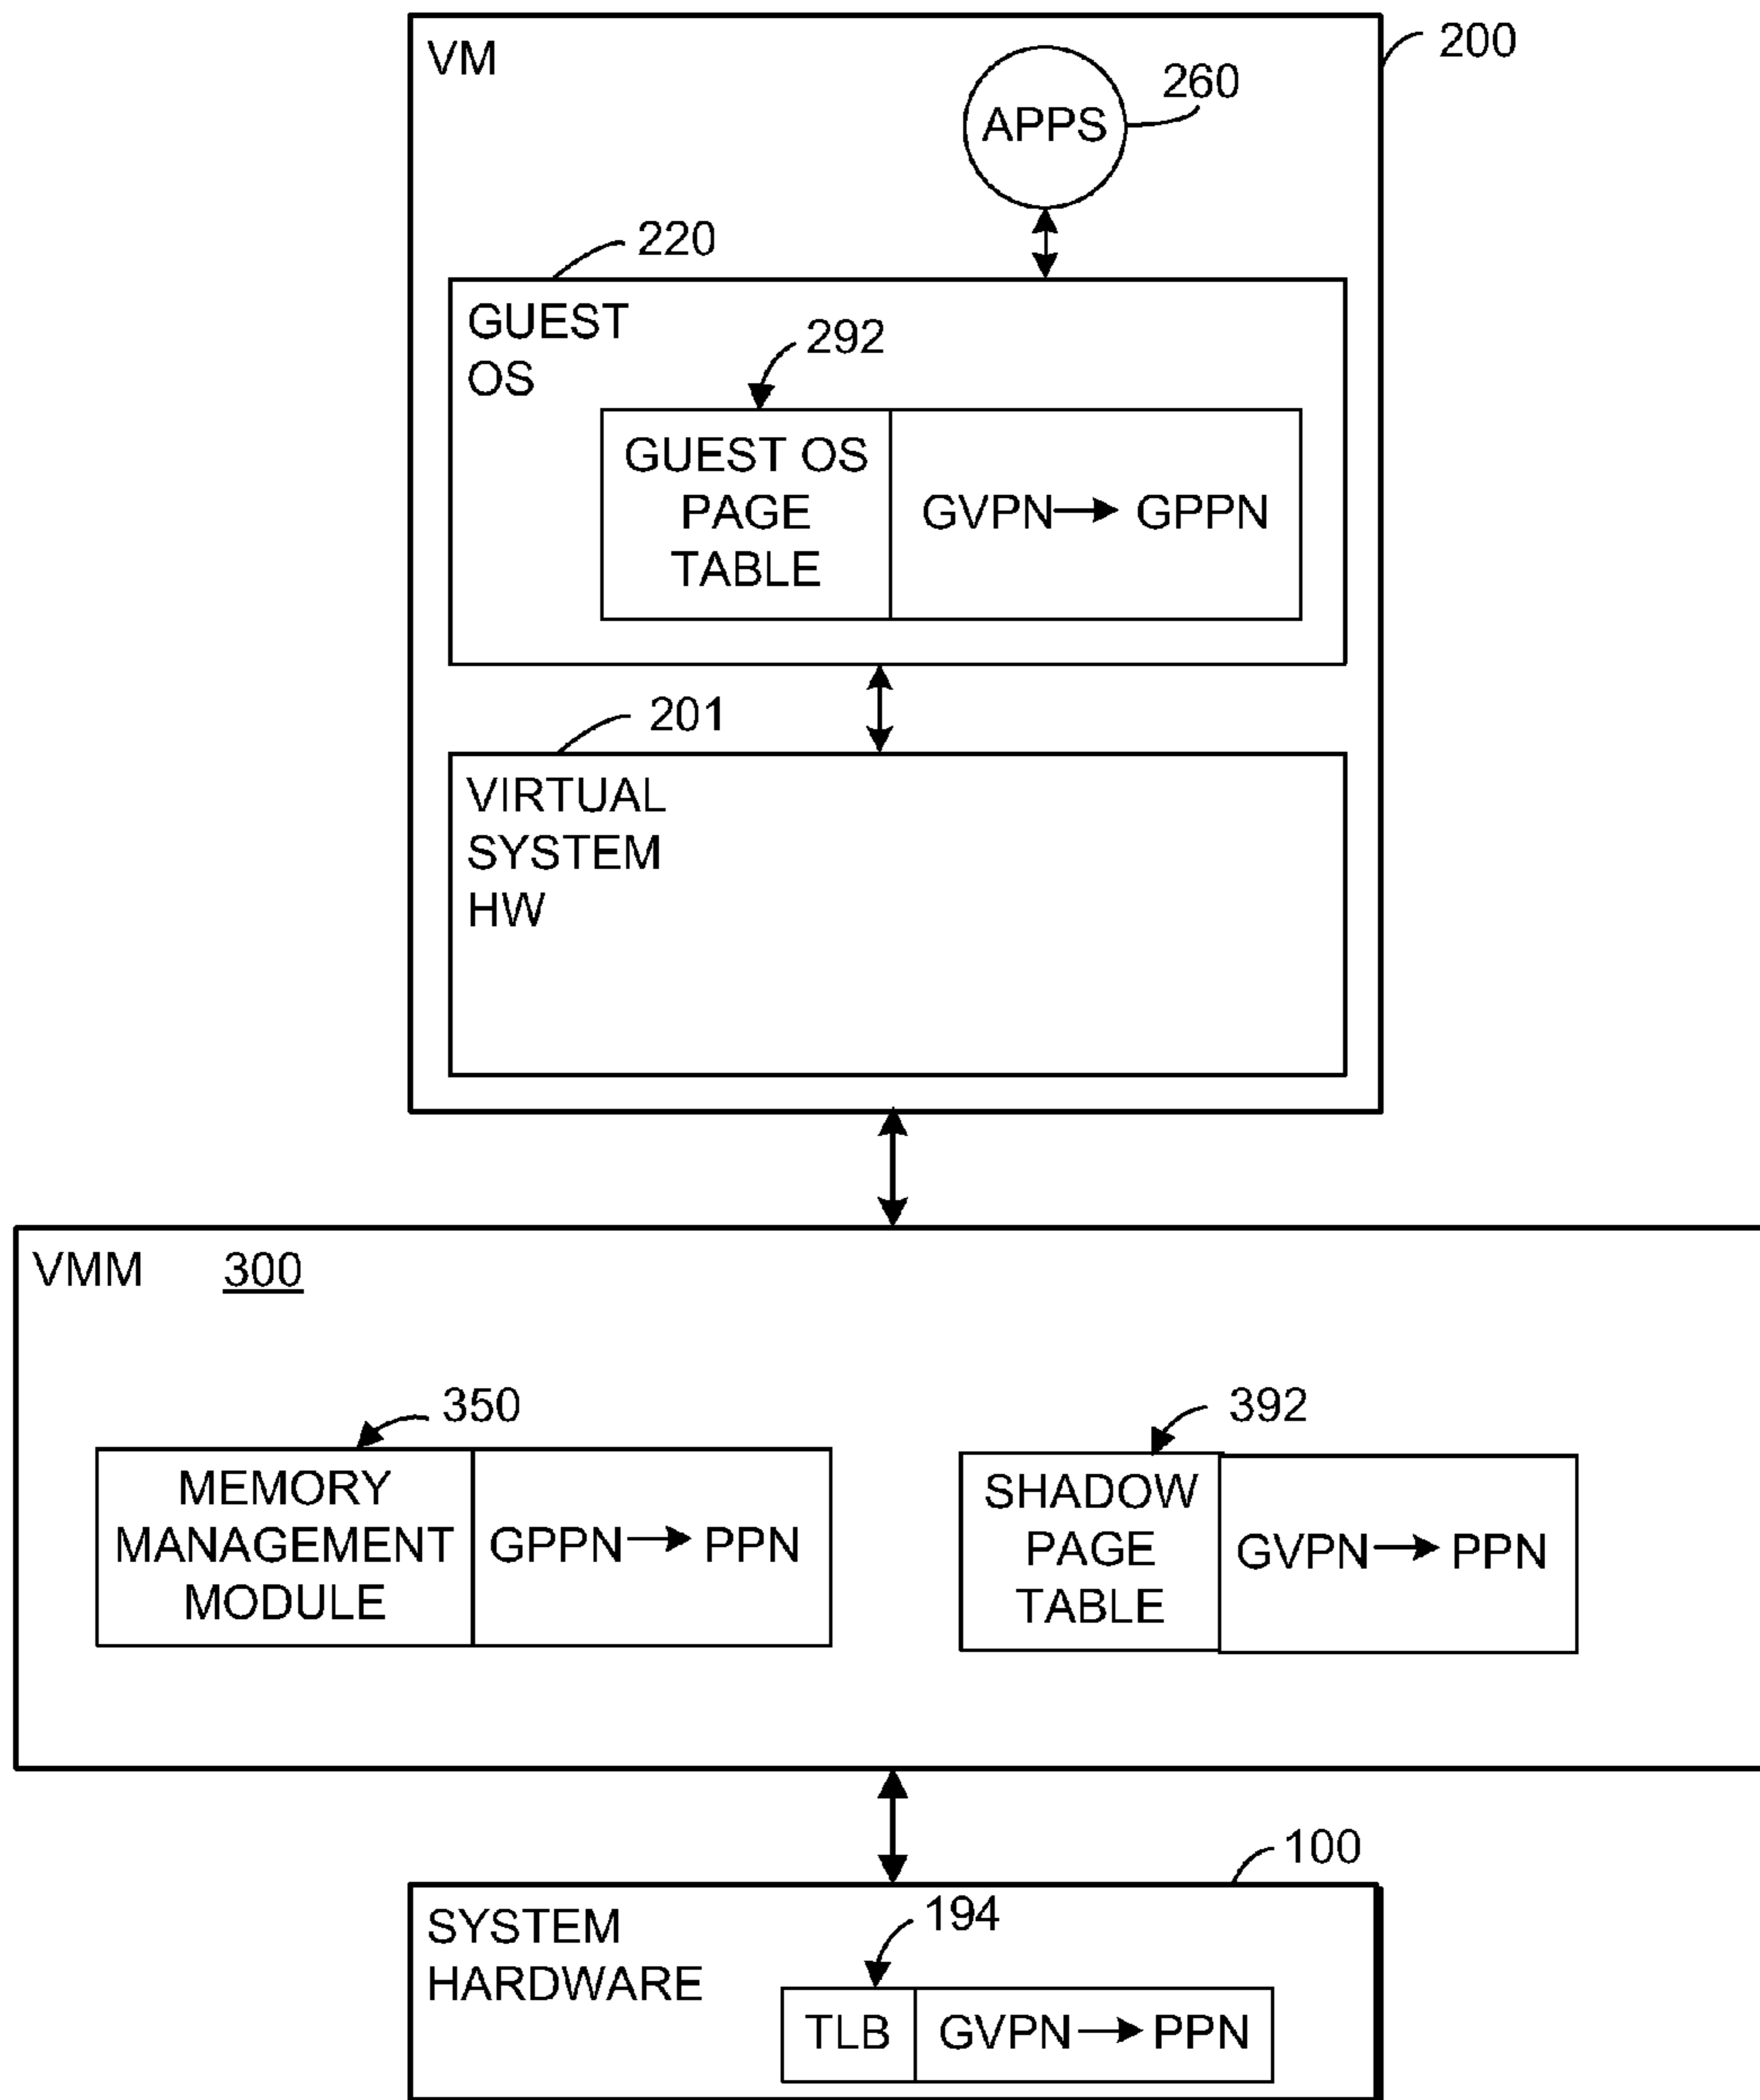 VM
200
APPS
260
220
GUEST
OS
292
GUEST OS
PAGE
TABLE
GVPN → GPPN
201
VIRTUAL
SYSTEM
HW
VMM 300
350
MEMORY
MANAGEMENT
MODULE
GPPN → PPN
392
SHADOW
PAGE
TABLE
GVPN → PPN
100
SYSTEM
HARDWARE
194
TLB
GVPN → PPN